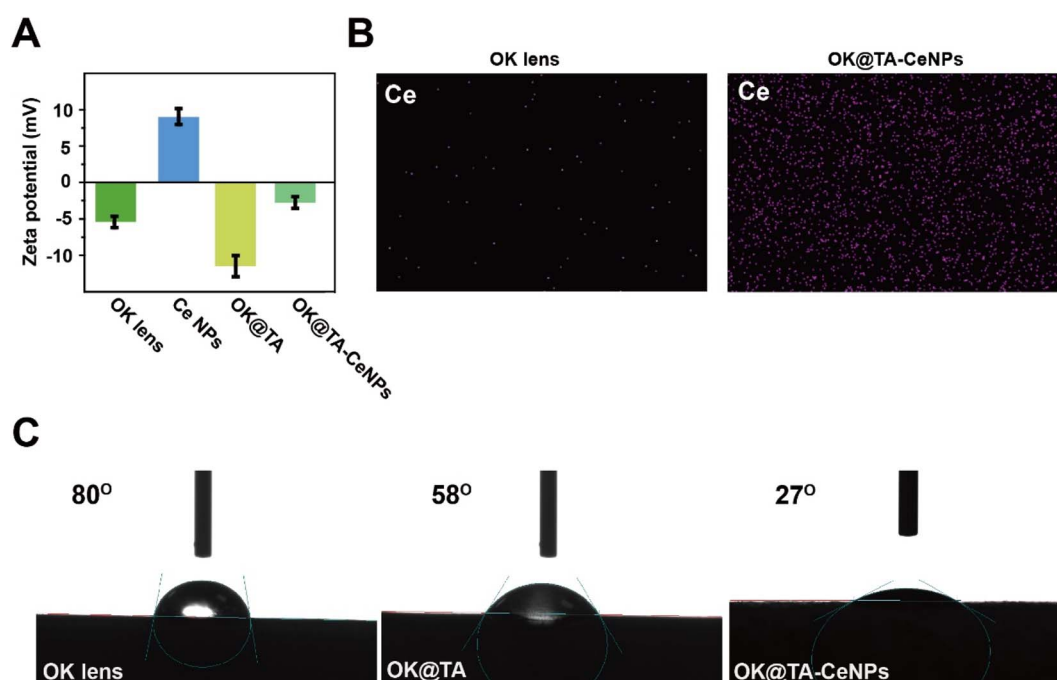 A
Zeta potential (mV)
10
5
0
-5
-10
OK lens
Ce NPs
OK@TA
OK@TA-CeNPs
B
OK lens
Ce
OK@TA-CeNPs
Ce
C
80°
OK lens
58°
OK@TA
27°
OK@TA-CeNPs